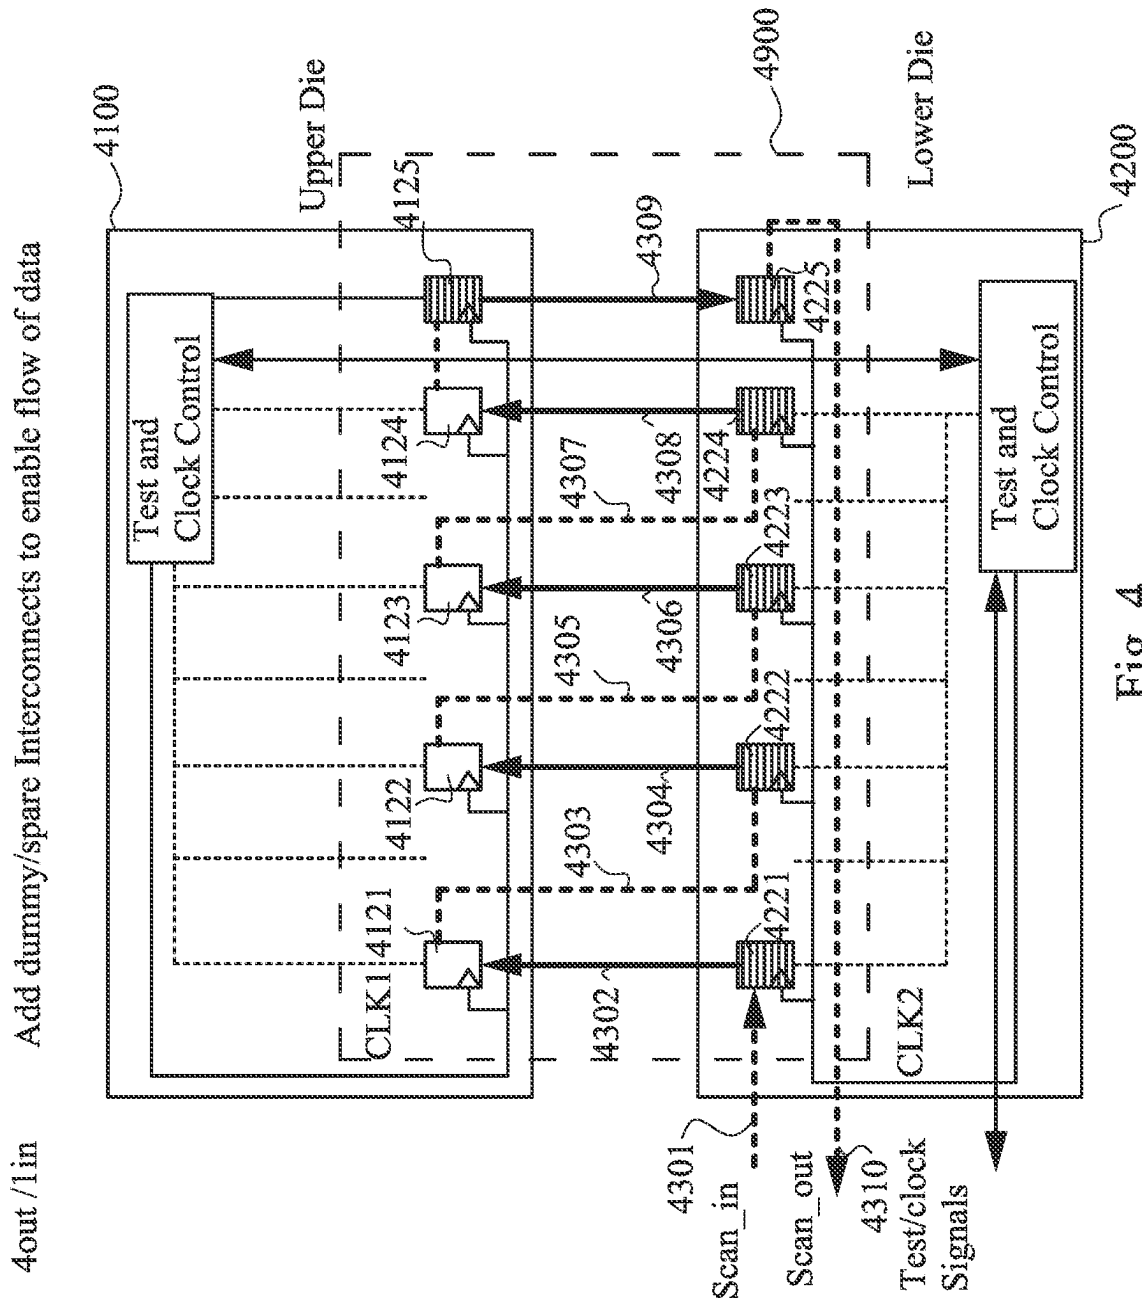 4out /1in Add dummy/spare Interconnects to enable flow of data
4100
Upper Die
Test and
Clock Control
CLK1
4121
4122
4123
4124
4125
4900
4302
4303
4304
4305
4306
4307
4308
4309
4301
Scan_in
4221
4222
4223
4224
4225
Scan_out
4310
CLK2
Lower Die
Test/clock
Signals
Test and
Clock Control
4200
Fig. 4